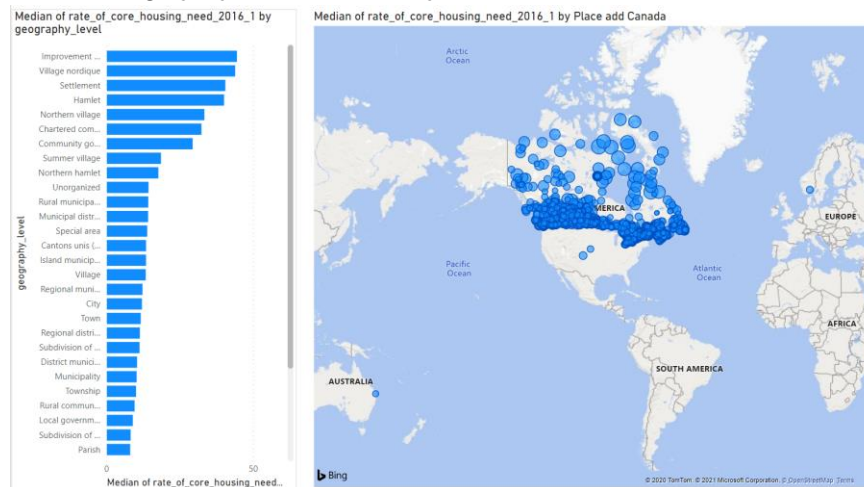 Median of rate_of_core_housing_need_2016_1 by
geography_level
geography_level
Improvement ...
Village nordique
Settlement
Hamlet
Northern village
Chartered com...
Community go...
Summer village
Northern hamlet
Unorganized
Rural municipa...
Municipal distr...
Special area
Cantons unis (...
Island municip...
Village
Regional muni...
City
Town
Regional distri...
Subdivision of ...
District munici...
Municipality
Township
Rural commun...
Local governm...
Subdivision of ...
Parish
0
50
Median of rate_of_core_housing_need...
Median of rate_of_core_housing_need_2016_1 by Place add Canada
Arctic
Ocean
MERICA
EUROPE
Pacific
Ocean
Atlantic
Ocean
AFRICA
SOUTH AMERICA
AUSTRALIA
Bing
© 2020 TomTom, © 2021 Microsoft Corporation, © OpenStreetMap Terms